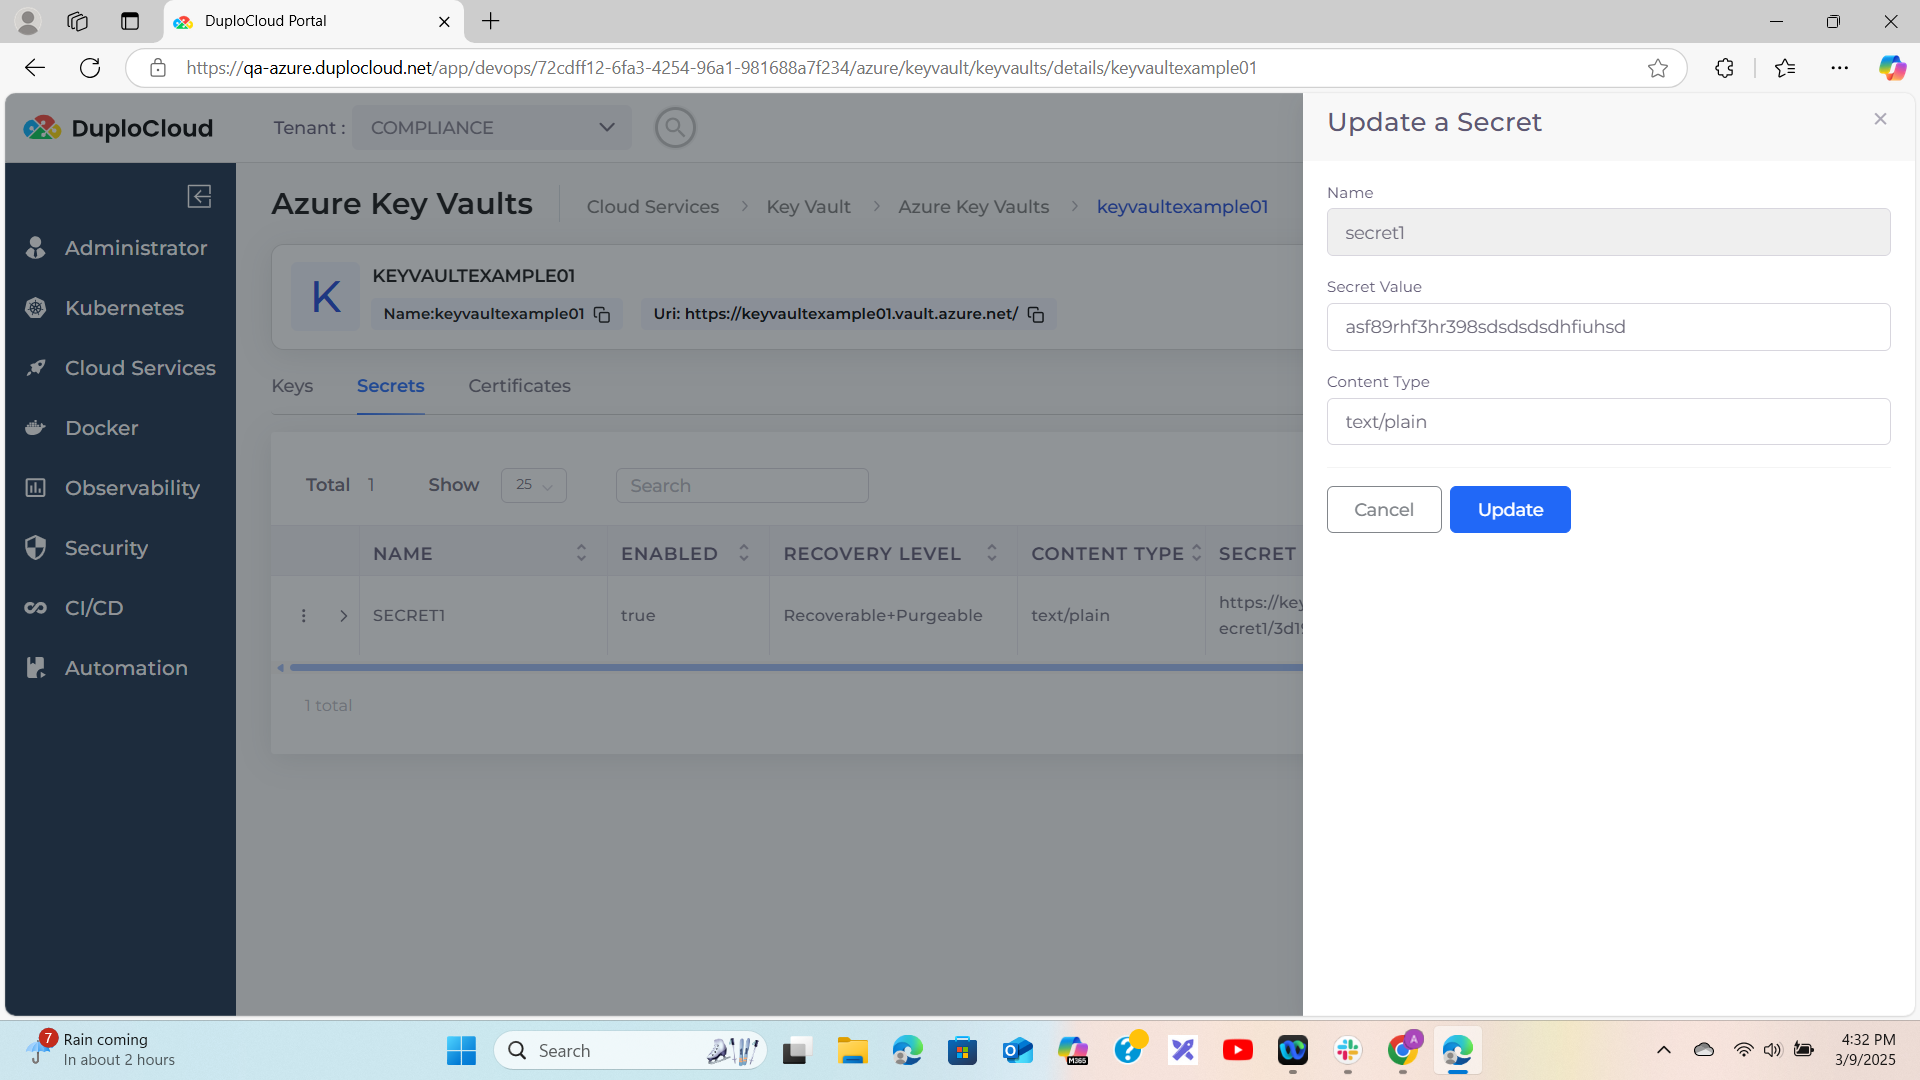 DuploCloud Portal
https://qa-azure.duplocloud.net/app/devops/72cdff12-6fa3-4254-96a1-981688a7f234/azure/keyvault/keyvaults/details/keyvaultexample01
DuploCloud
Tenant :
COMPLIANCE
Administrator
Kubernetes
Cloud Services
Docker
Observability
Security
CI/CD
Automation
Azure Key Vaults
Cloud Services
Key Vault
Azure Key Vaults
keyvaultexample01
K
KEYVAULTEXAMPLE01
Name:keyvaultexample01
Uri: https://keyvaultexample01.vault.azure.net/
Keys
Secrets
Certificates
Total 1
Show
25
Search
NAME
ENABLED
RECOVERY LEVEL
CONTENT TYPE
SECRET
SECRET1
true
Recoverable+Purgeable
text/plain
https://key
ecret1/3d19
1 total
Update a Secret
Name
secret1
Secret Value
asf89rhf3hr398sdsdsdsdhfiuhsd
Content Type
text/plain
Cancel
Update
7
Rain coming
In about 2 hours
Search
M365
A
4:32 PM
3/9/2025